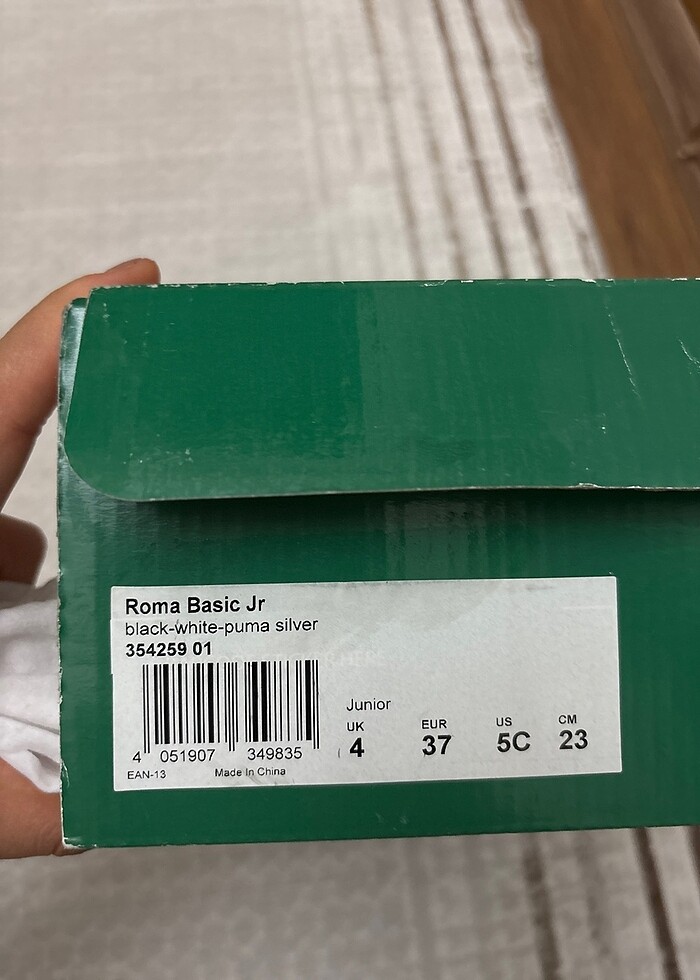 Roma Basic Jr
black-white-puma silver
354259 01
Junior
UK EUR US CM
4 37 5C 23
4 051907 349835
EAN-13 Made In China